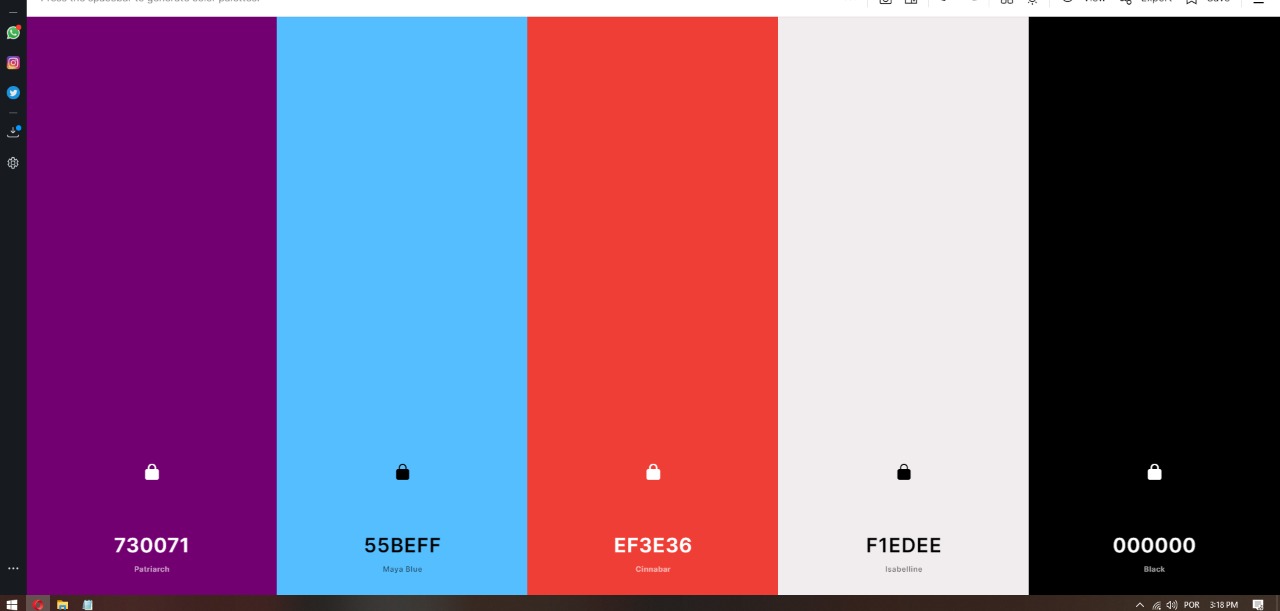 Press the spacebar to generate color palettes!
View
Export
Save
730071
Patriarch
55BEFF
Maya Blue
EF3E36
Cinnabar
F1EDEE
Isabelline
000000
Black
POR
3:18 PM